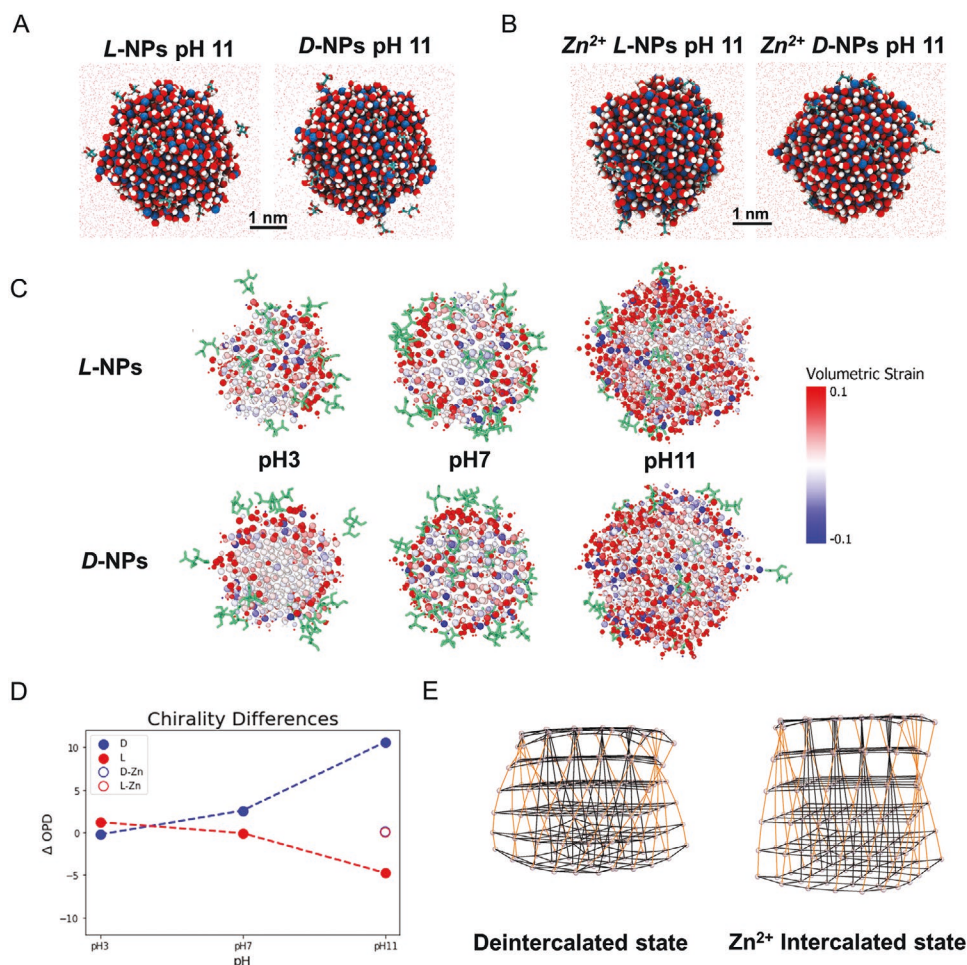 A
B
L-NPs pH 11
D-NPs pH 11
Zn²⁺ L-NPs pH 11
Zn²⁺ D-NPs pH 11
1 nm
1 nm
C
L-NPs
pH3
pH7
pH11
D-NPs
Volumetric Strain
0.1
-0.1
D
Chirality Differences
D
L
D-Zn
L-Zn
Δ OPD
10
5
0
−5
−10
pH3
pH7
pH11
pH
E
Deintercalated state
Zn²⁺ Intercalated state